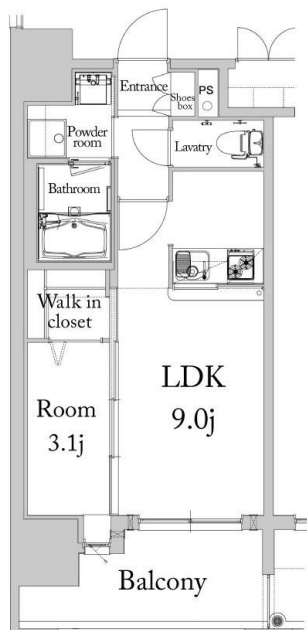 Entrance
Shoes
box
PS
Powder
room
Lavatry
Bathroom
Walk in
closet
LDK
9.0j
Room
3.1j
Balcony